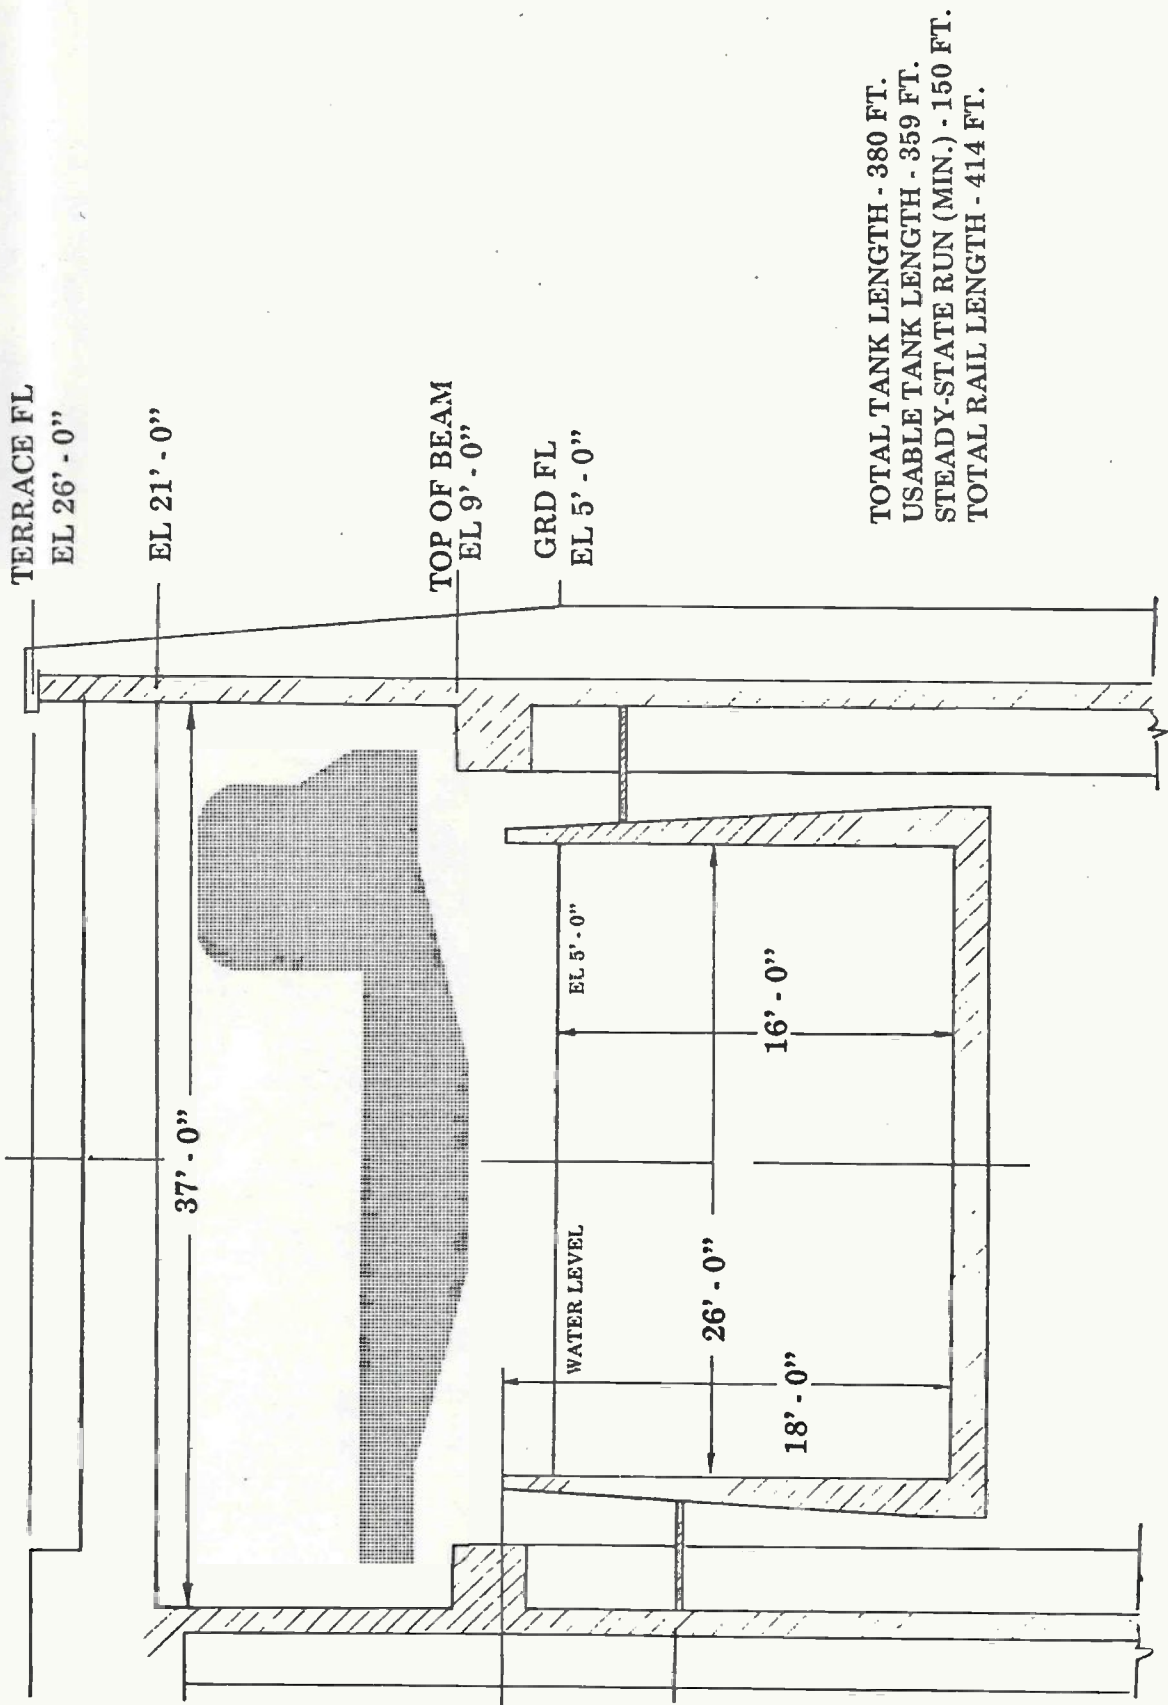 TERRACE FL
EL 26' - 0"
EL 21' - 0"
37' - 0"
TOP OF BEAM
EL 9' - 0"
GRD FL
EL 5' - 0"
WATER LEVEL
EL 5' - 0"
26' - 0"
16' - 0"
18' - 0"
TOTAL TANK LENGTH - 380 FT.
USABLE TANK LENGTH - 359 FT.
STEADY-STATE RUN (MIN.) - 150 FT.
TOTAL RAIL LENGTH - 414 FT.